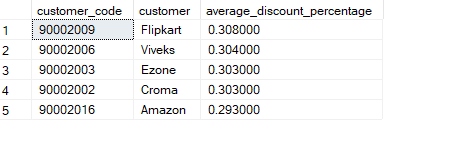 customer_code customer average_discount_percentage
1 90002009 Flipkart 0.308000
2 90002006 Viveks 0.304000
3 90002003 Ezone 0.303000
4 90002002 Croma 0.303000
5 90002016 Amazon 0.293000